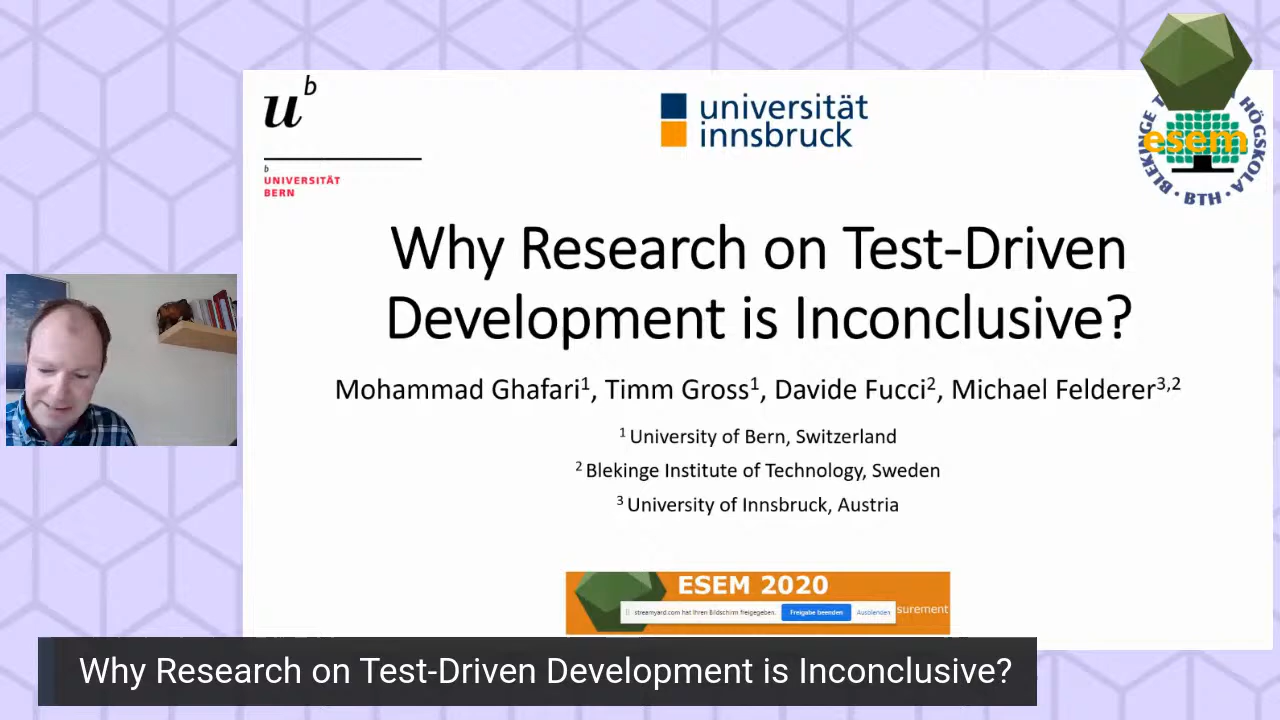 u b
b
UNIVERSITÄT
BERN
universität
innsbruck
BLEKINGE T HÖGSKOLA · BTH ·
esem
Why Research on Test-Driven
Development is Inconclusive?
Mohammad Ghafari1, Timm Gross1, Davide Fucci2, Michael Felderer3,2
1 University of Bern, Switzerland
2 Blekinge Institute of Technology, Sweden
3 University of Innsbruck, Austria
ESEM 2020
streamyard.com hat Ihren Bildschirm freigegeben. Freigabe beenden Ausblenden
surement
Why Research on Test-Driven Development is Inconclusive?